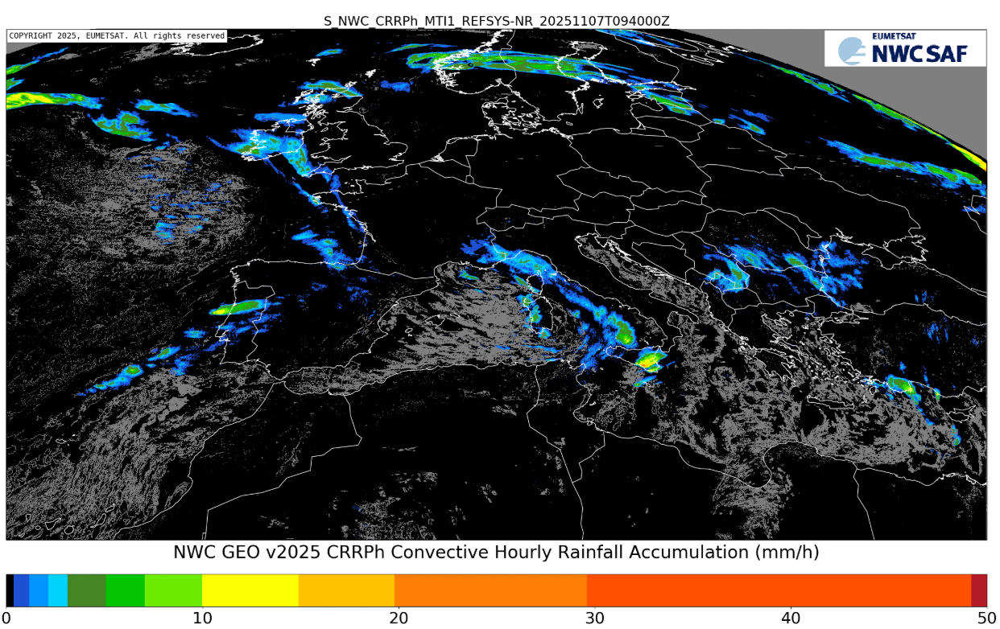 S_NWC_CRRPh_MTI1_REFSYS-NR_20251107T094000Z
COPYRIGHT 2025, EUMETSAT. All rights reserved
EUMETSAT
NWC SAF
NWC GEO v2025 CRRPh Convective Hourly Rainfall Accumulation (mm/h)
0 10 20 30 40 50